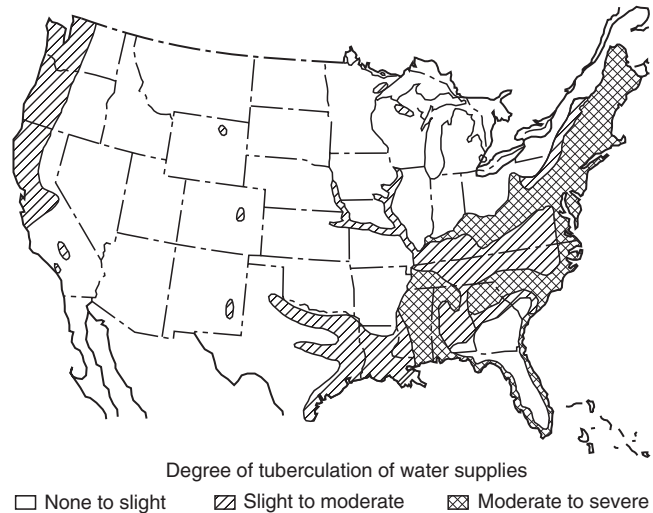 Degree of tuberculation of water supplies
None to slight Slight to moderate Moderate to severe